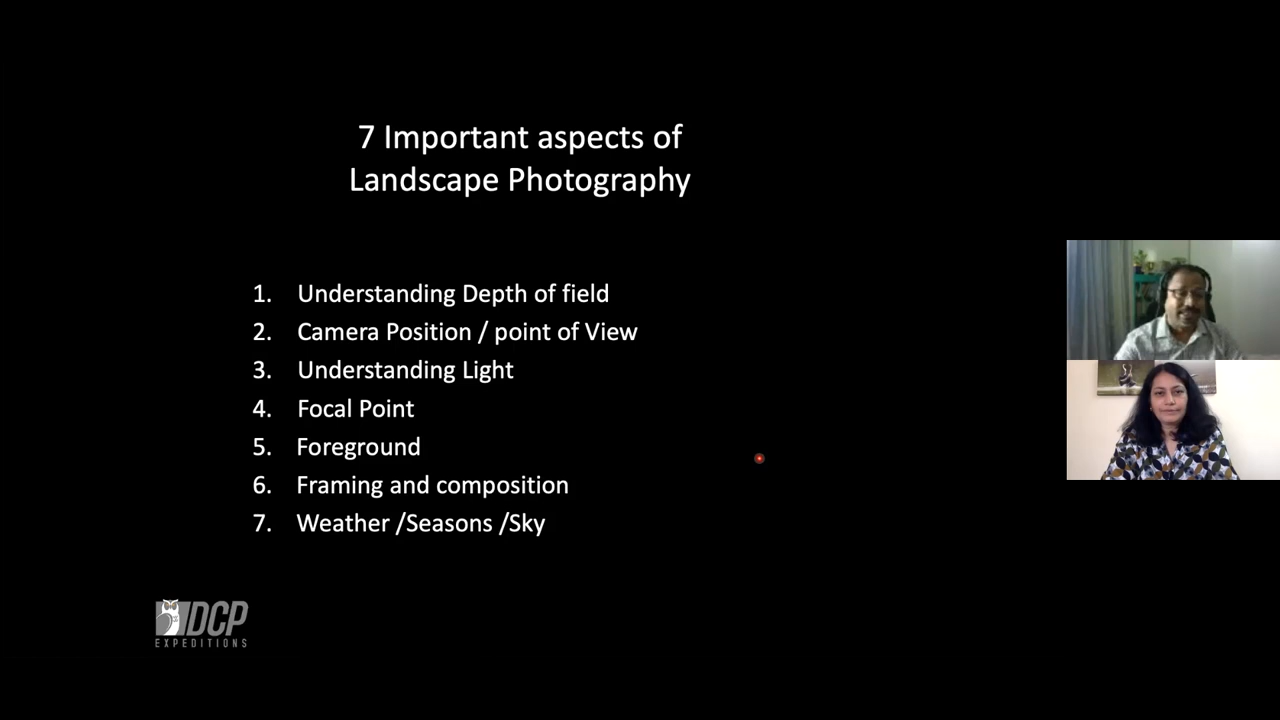 7 Important aspects of
Landscape Photography
1. Understanding Depth of field
2. Camera Position / point of View
3. Understanding Light
4. Focal Point
5. Foreground
6. Framing and composition
7. Weather /Seasons /Sky
DCP
EXPEDITIONS